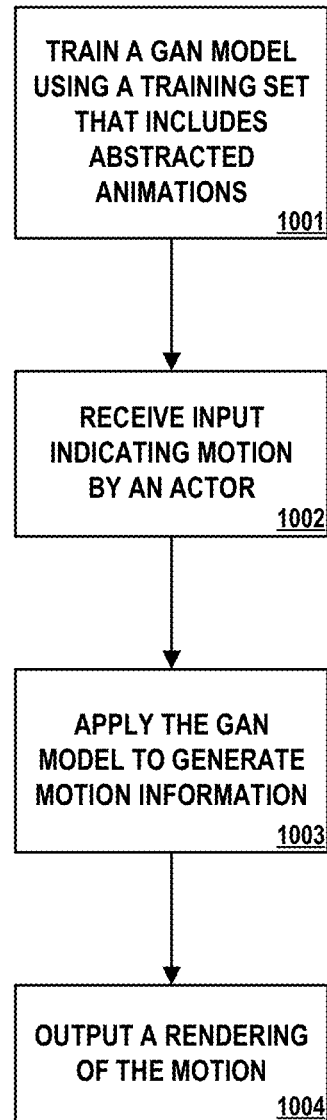 TRAIN A GAN MODEL
USING A TRAINING SET
THAT INCLUDES
ABSTRACTED
ANIMATIONS
1001
RECEIVE INPUT
INDICATING MOTION
BY AN ACTOR
1002
APPLY THE GAN
MODEL TO GENERATE
MOTION INFORMATION
1003
OUTPUT A RENDERING
OF THE MOTION
1004